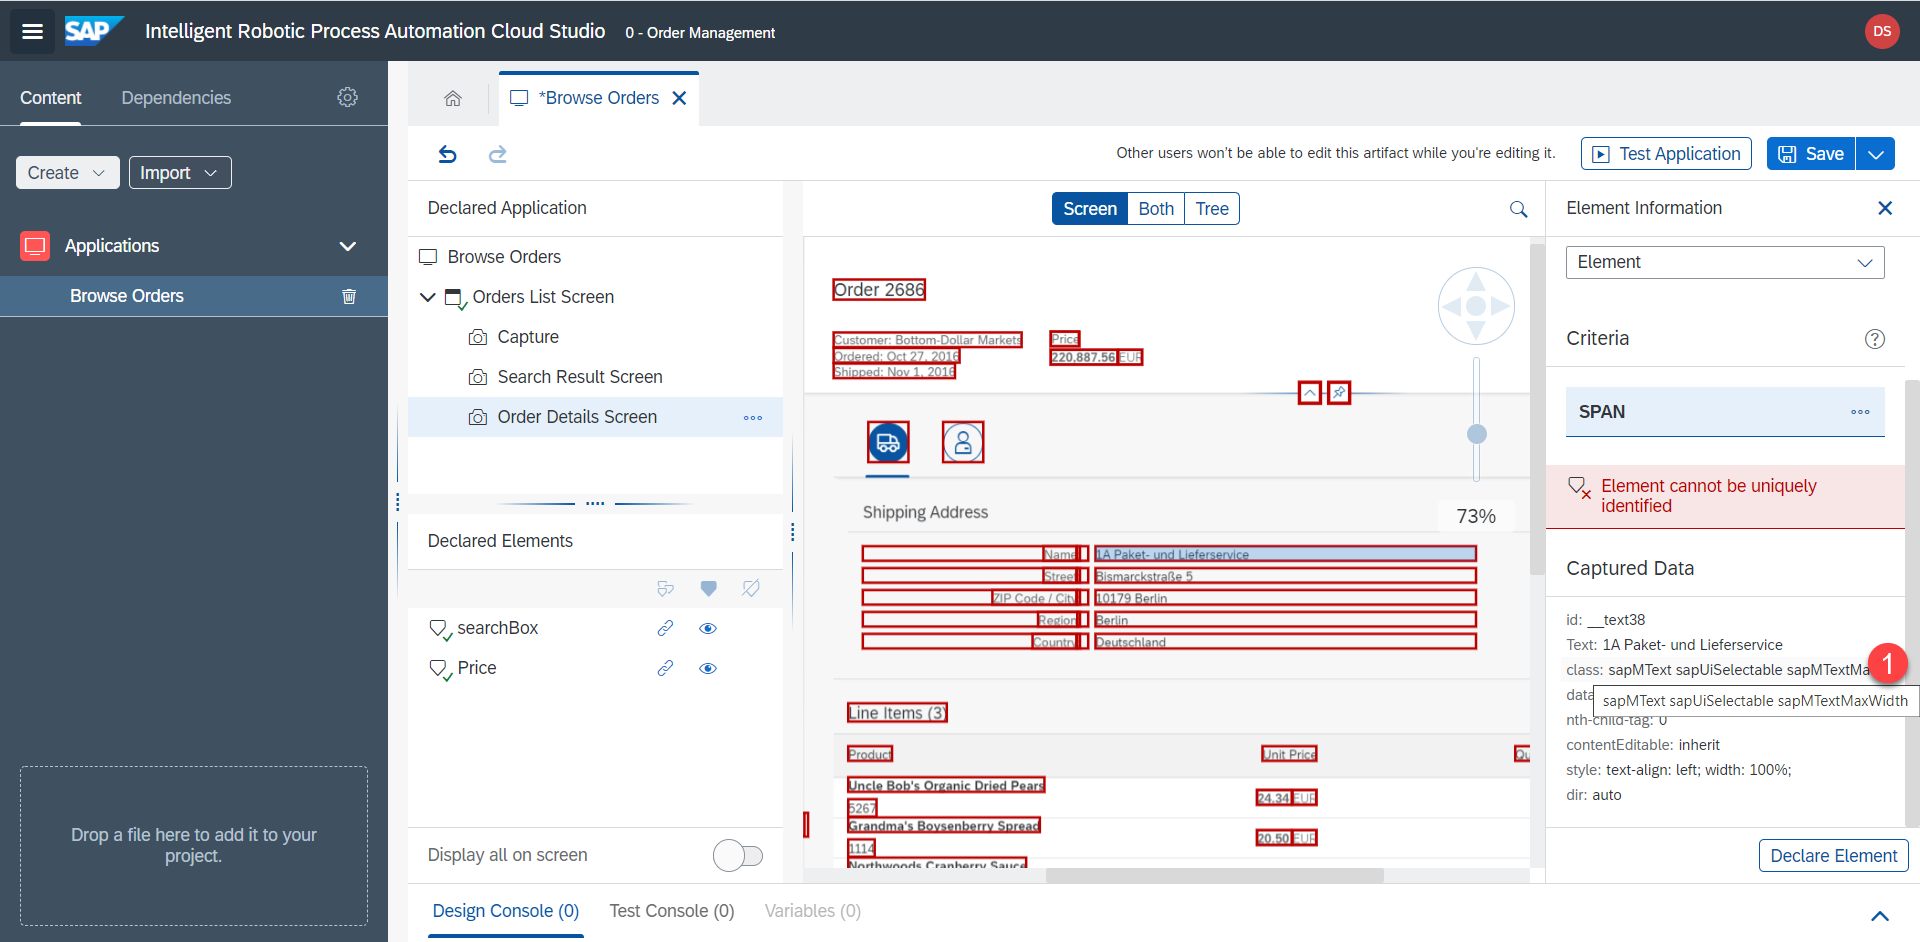 SAP Intelligent Robotic Process Automation Cloud Studio 0 - Order Management DS
Content Dependencies
*Browse Orders
Create Import
Other users won't be able to edit this artifact while you're editing it. Test Application Save
Applications
Browse Orders
Drop a file here to add it to your
project.
Declared Application
Browse Orders
Orders List Screen
Capture
Search Result Screen
Order Details Screen
Declared Elements
searchBox
Price
Display all on screen
Screen Both Tree
Order 2686
Customer: Bottom-Dollar Markets
Ordered: Oct 27, 2016
Shipped: Nov 1, 2016
Price
220,887.56 EUR
73%
Shipping Address
Name 1A Paket- und Lieferservice
Street Bismarckstraße 5
ZIP Code / City 10179 Berlin
Region Berlin
Country Deutschland
Line Items (3)
Product Unit Price Qu
Uncle Bob's Organic Dried Pears
5267
24.34 EUR
Grandma's Boysenberry Spread
1114
20.50 EUR
Northwoods Cranberry Sauce
Element Information
Element
Criteria
SPAN
Element cannot be uniquely
identified
Captured Data
id: __text38
Text: 1A Paket- und Lieferservice
class: sapMText sapUiSelectable sapMTextMa
1
data
sapMText sapUiSelectable sapMTextMaxWidth
nth-child-tag: 0
contentEditable: inherit
style: text-align: left; width: 100%;
dir: auto
Declare Element
Design Console (0) Test Console (0) Variables (0)